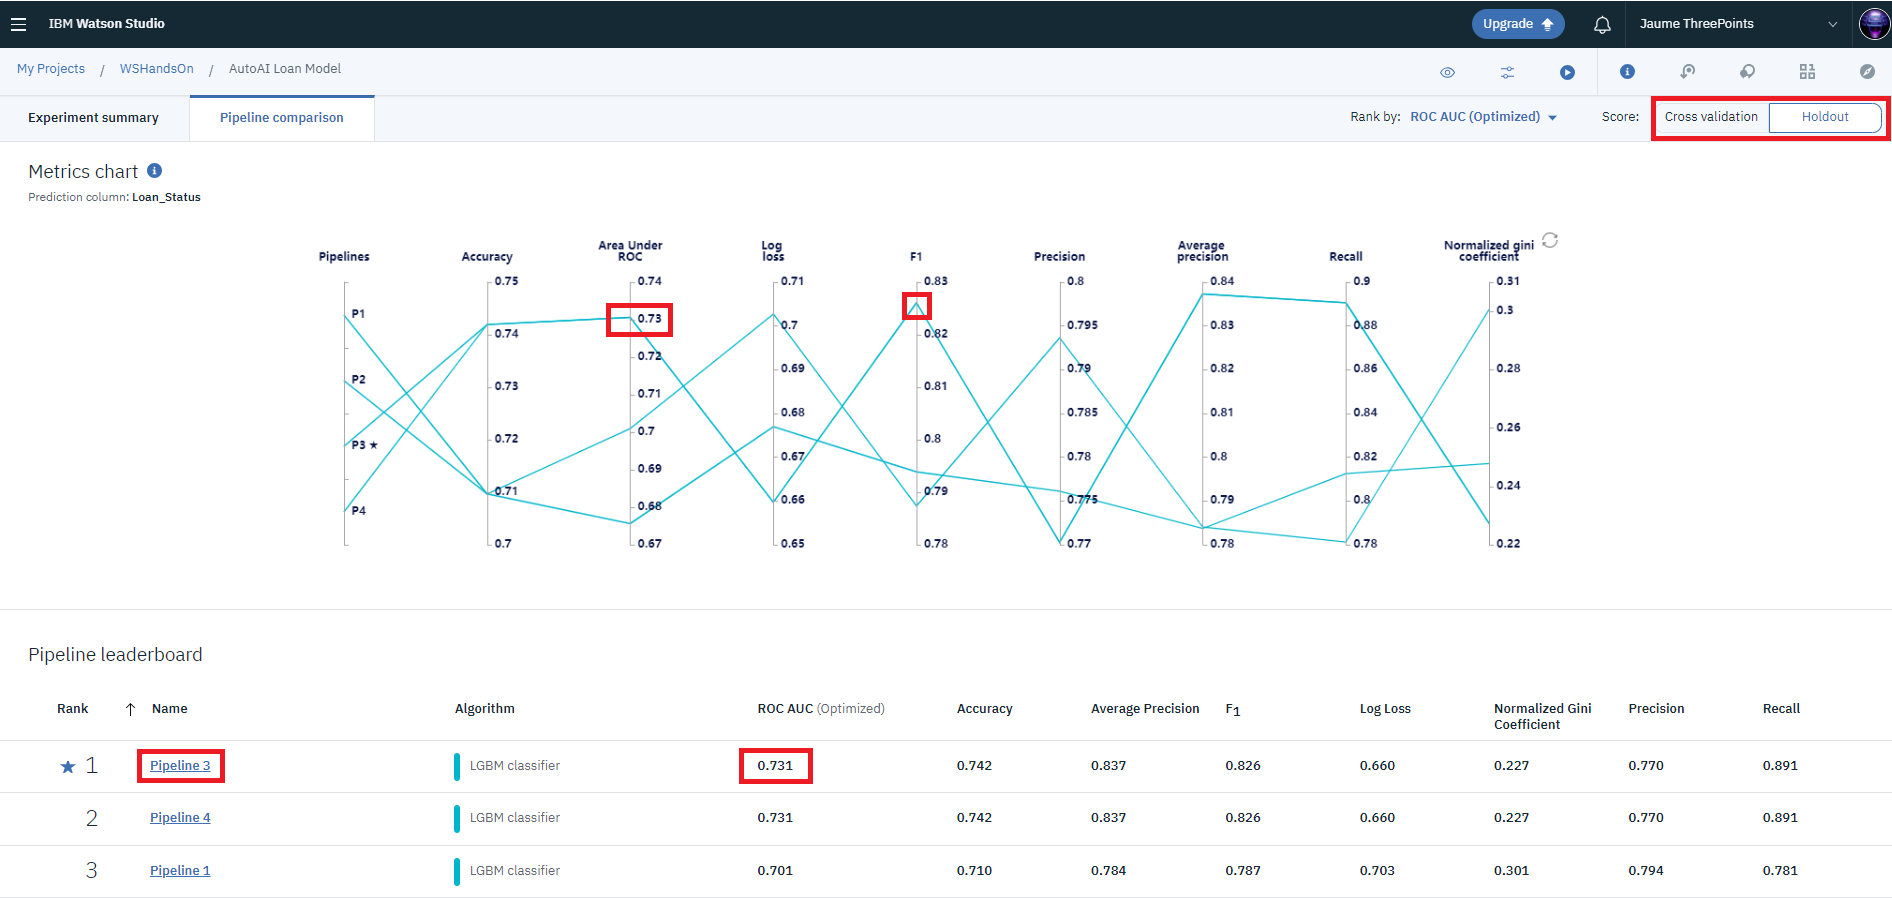 IBM Watson Studio
Upgrade
Jaume ThreePoints
My Projects / WSHandsOn / AutoAI Loan Model
Experiment summary
Pipeline comparison
Rank by: ROC AUC (Optimized)
Score: Cross validation Holdout
Metrics chart
Prediction column: Loan_Status
Pipelines
P1
P2
P3 ★
P4
Accuracy
0.75
0.74
0.73
0.72
0.71
0.7
Area Under
ROC
0.74
0.73
0.72
0.71
0.7
0.69
0.68
0.67
Log
loss
0.71
0.7
0.69
0.68
0.67
0.66
0.65
F1
0.83
0.82
0.81
0.8
0.79
0.78
Precision
0.8
0.795
0.79
0.785
0.78
0.775
0.77
Average
precision
0.84
0.83
0.82
0.81
0.8
0.79
0.78
Recall
0.9
0.88
0.86
0.84
0.82
0.8
0.78
Normalized gini
coefficient
0.31
0.3
0.28
0.26
0.24
0.22
Pipeline leaderboard
Rank ↑ Name Algorithm ROC AUC (Optimized) Accuracy Average Precision F1 Log Loss Normalized Gini Coefficient Precision Recall
★ 1 Pipeline 3 LGBM classifier 0.731 0.742 0.837 0.826 0.660 0.227 0.770 0.891
2 Pipeline 4 LGBM classifier 0.731 0.742 0.837 0.826 0.660 0.227 0.770 0.891
3 Pipeline 1 LGBM classifier 0.701 0.710 0.784 0.787 0.703 0.301 0.794 0.781